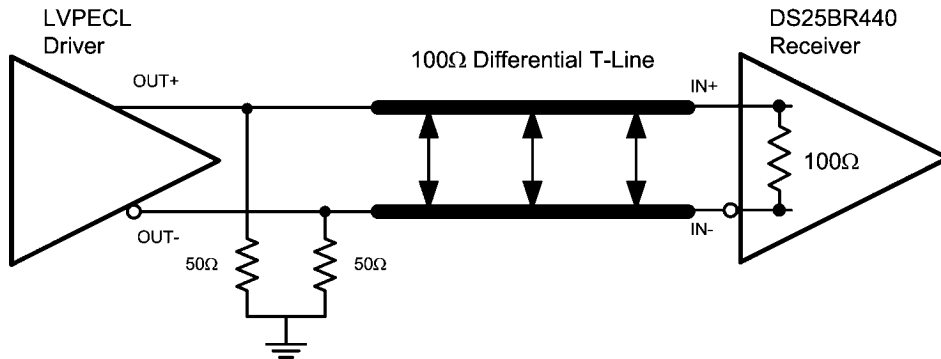 LVPECL
Driver
OUT+
100Ω Differential T-Line
IN+
DS25BR440
Receiver
100Ω
OUT-
IN-
50Ω
50Ω